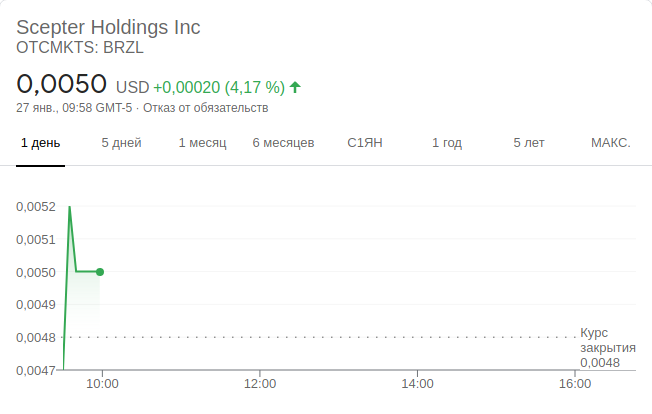 Scepter Holdings Inc
OTCMKTS: BRZL
0,0050 USD +0,00020 (4,17 %)
27 янв., 09:58 GMT-5 · Отказ от обязательств
1 день 5 дней 1 месяц 6 месяцев С1ЯН 1 год 5 лет МАКС.
0,0052
0,0051
0,0050
0,0049
0,0048
0,0047
Курс
закрытия
0,0048
10:00 12:00 14:00 16:00